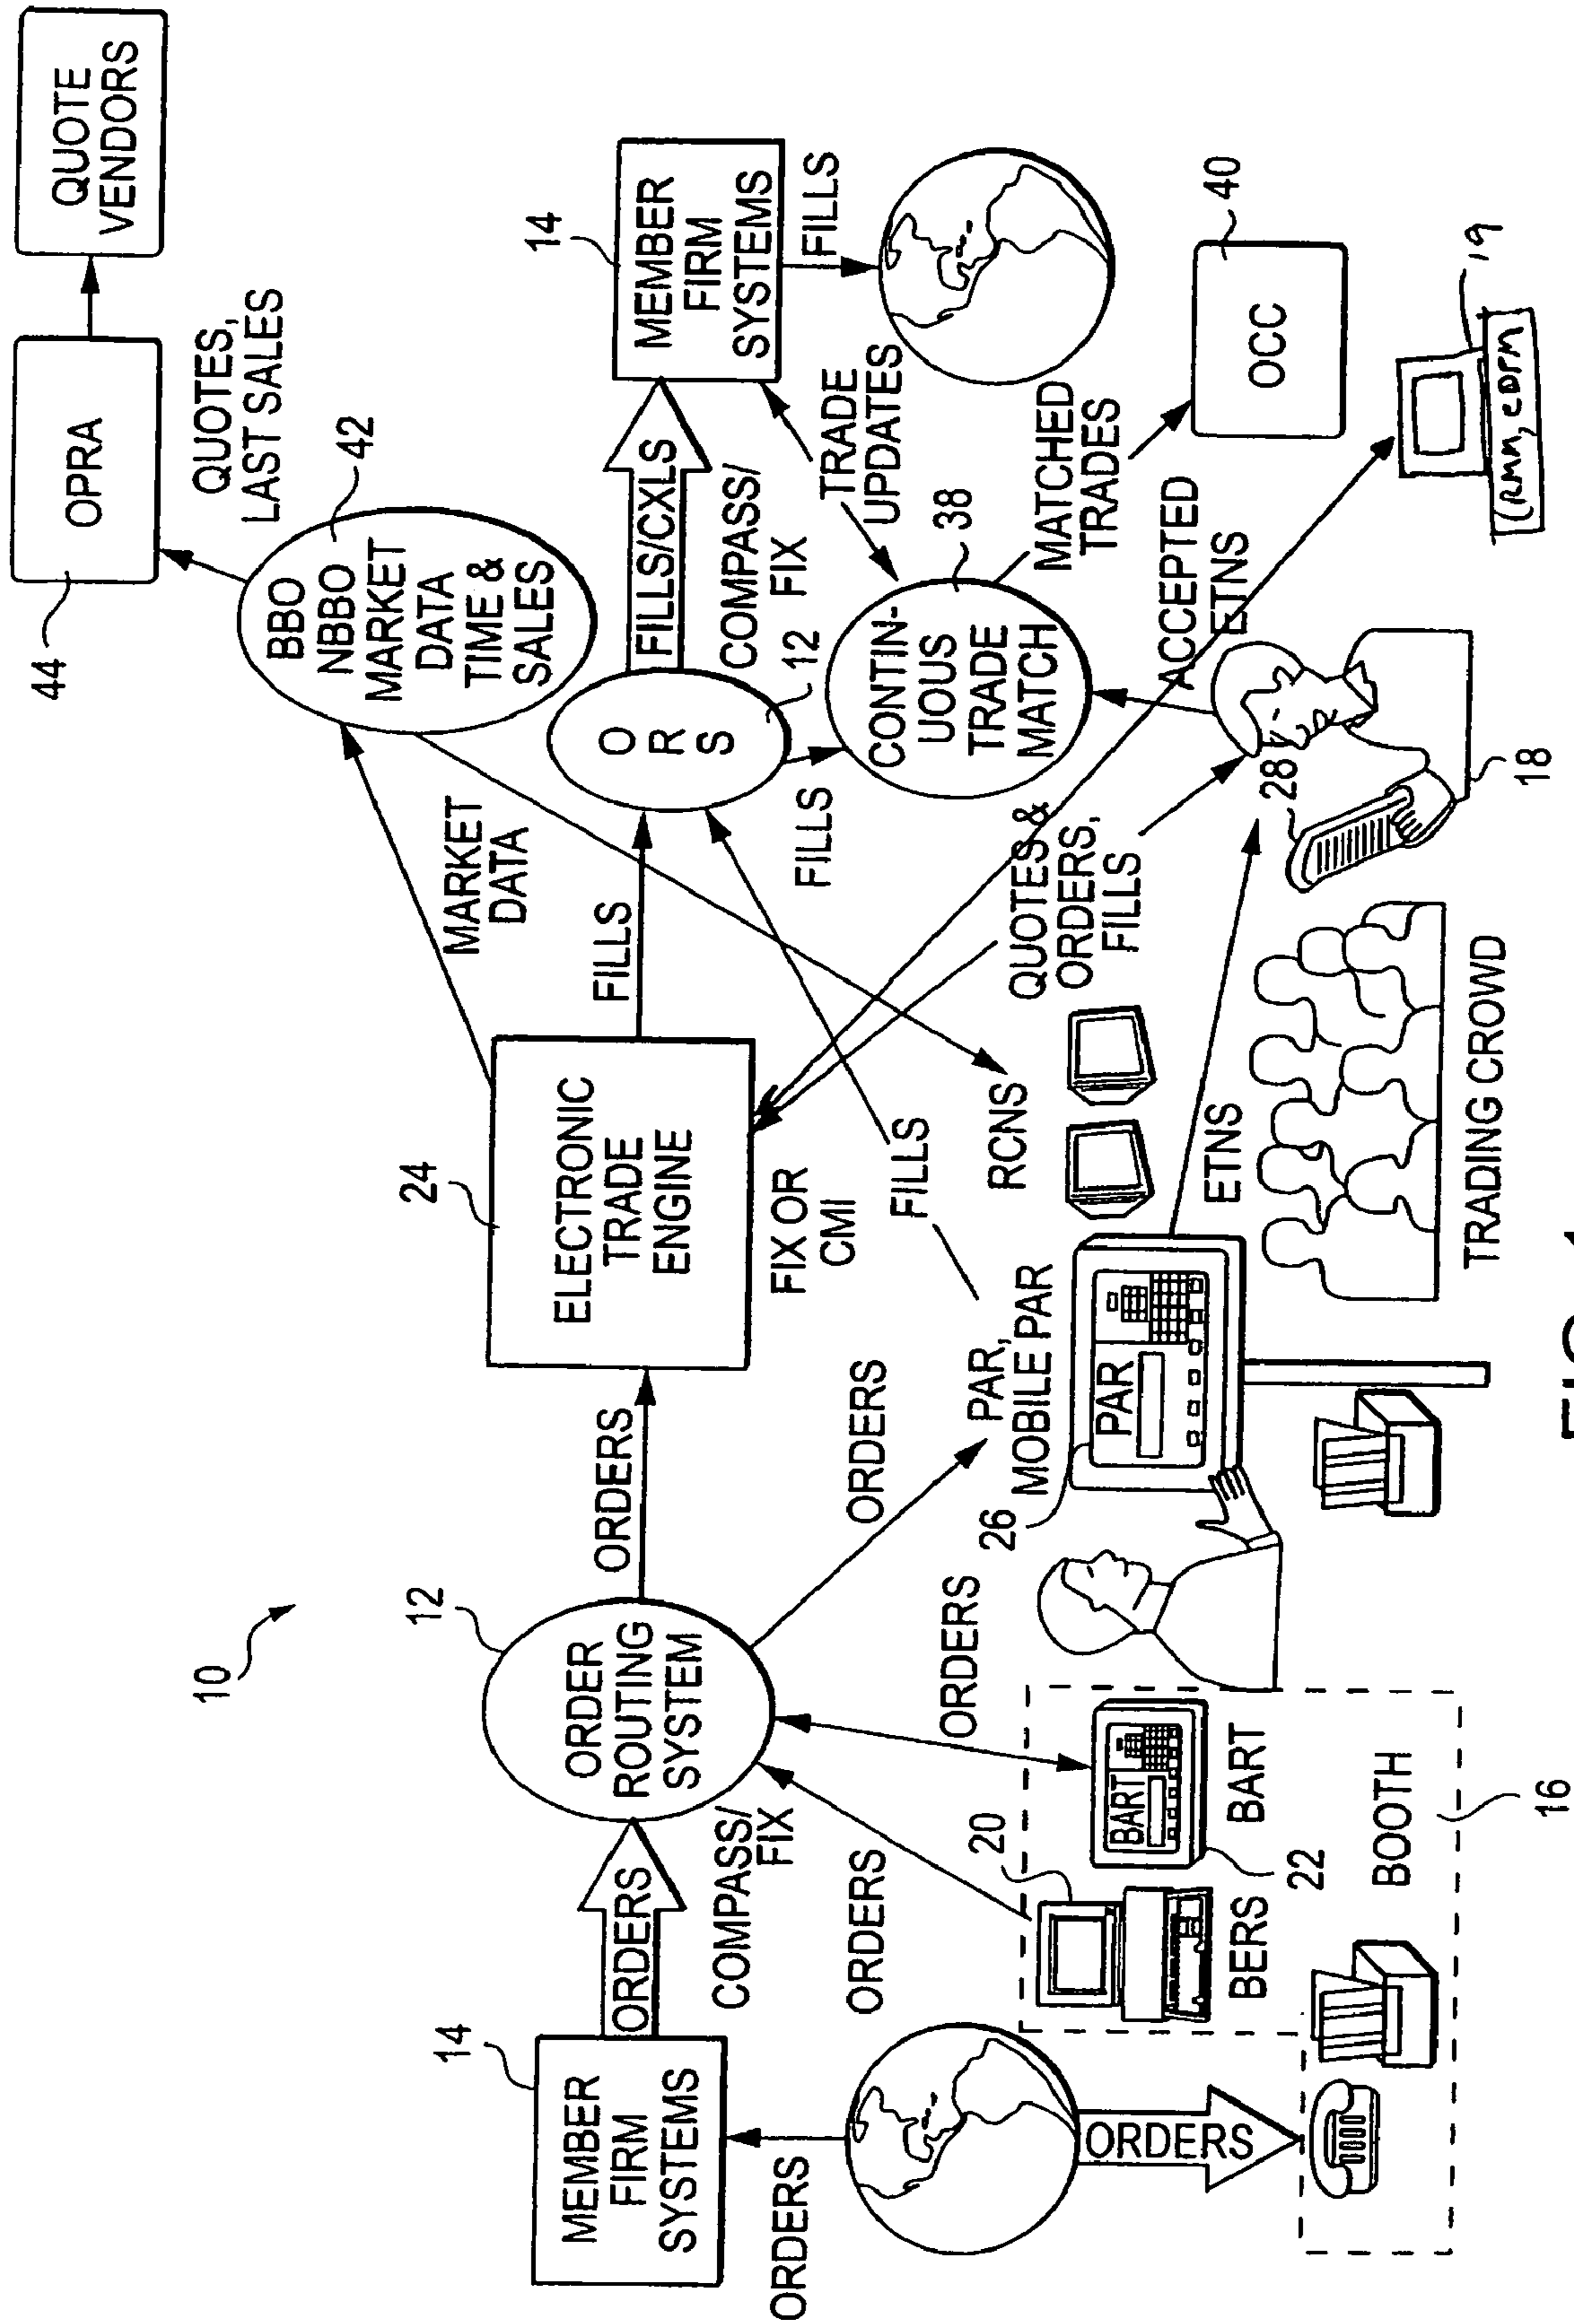 QUOTE
VENDORS
OPRA
44
QUOTES,
LAST SALES
BBO
NBBO
MARKET
DATA
TIME &
SALES
42
MARKET
DATA
10
14
MEMBER
FIRM
SYSTEMS
ORDERS
COMPASS/
FIX
12
ORDER
ROUTING
SYSTEM
ORDERS
24
ELECTRONIC
TRADE
ENGINE
FILLS
O
R
S
12
FILLS/CXLS
COMPASS/
FIX
14
MEMBER
FIRM
SYSTEMS
FILLS
ORDERS
ORDERS
ORDERS
ORDERS
ORDERS
FIX OR
CMI
FILLS
FILLS
CONTIN-
UOUS
TRADE
MATCH
38
TRADE
UPDATES
MATCHED
TRADES
40
OCC
QUOTES &
ORDERS,
FILLS
ACCEPTED
ETNS
20
BERS
22
BART
BART
BOOTH
16
26
PAR,
MOBILE PAR
PAR
RCNS
ETNS
TRADING CROWD
28
18
19
(RMM, eDPM